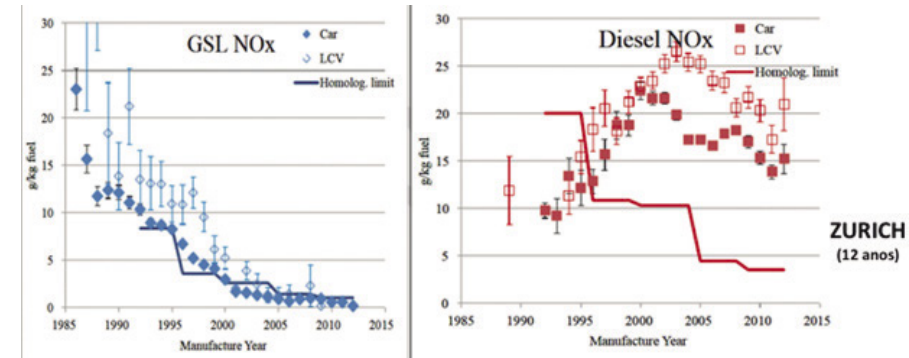 GSL NOx
Car
LCV
Homolog. limit
g/kg fuel
30
25
20
15
10
5
0
1985 1990 1995 2000 2005 2010 2015
Manufacture Year
Diesel NOx
Car
LCV
Homolog. limit
g/kg fuel
30
25
20
15
10
5
0
1985 1990 1995 2000 2005 2010 2015
Manufacture Year
ZURICH
(12 anos)